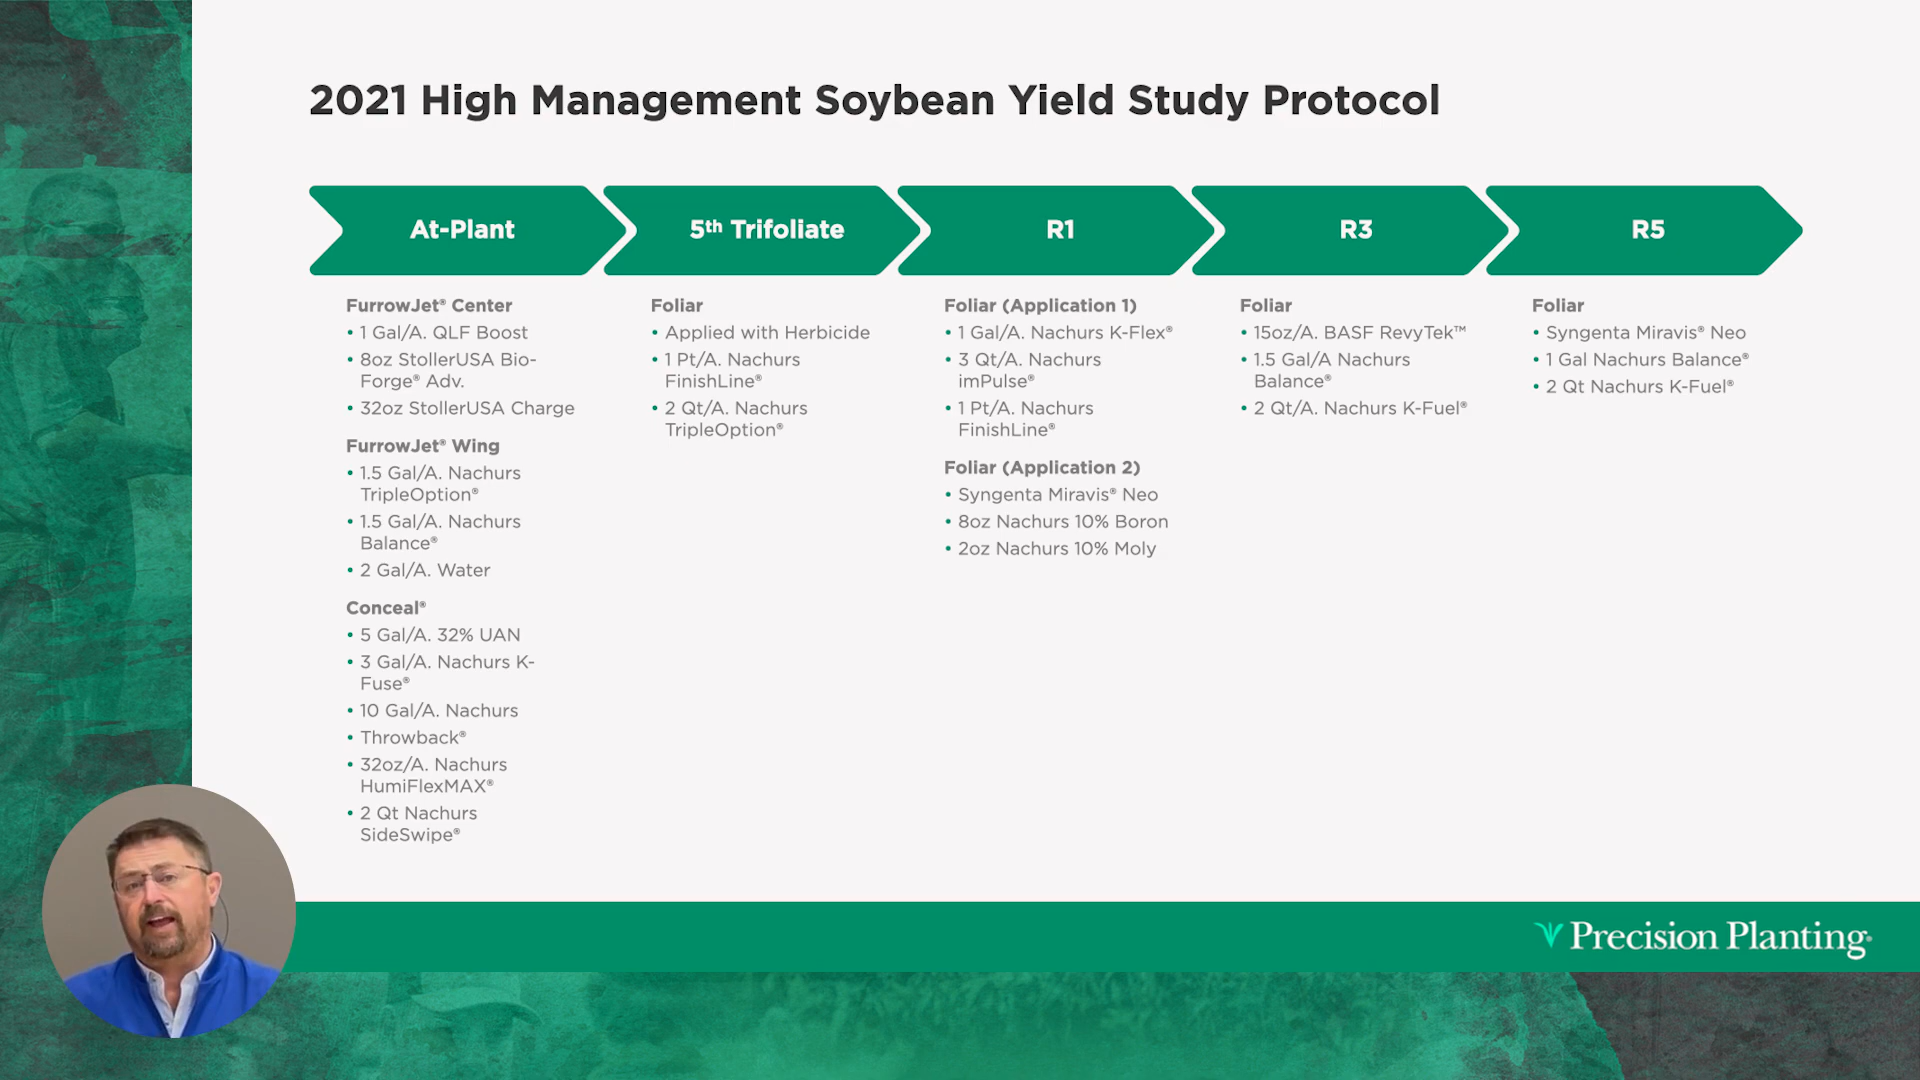 2021 High Management Soybean Yield Study Protocol
At-Plant
5th Trifoliate
R1
R3
R5
FurrowJet® Center
• 1 Gal/A. QLF Boost
• 8oz StollerUSA Bio-
Forge® Adv.
• 32oz StollerUSA Charge
FurrowJet® Wing
• 1.5 Gal/A. Nachurs
TripleOption®
• 1.5 Gal/A. Nachurs
Balance®
• 2 Gal/A. Water
Conceal®
• 5 Gal/A. 32% UAN
• 3 Gal/A. Nachurs K-
Fuse®
• 10 Gal/A. Nachurs
• Throwback®
• 32oz/A. Nachurs
HumiFlexMAX®
• 2 Qt Nachurs
SideSwipe®
Foliar
• Applied with Herbicide
• 1 Pt/A. Nachurs
FinishLine®
• 2 Qt/A. Nachurs
TripleOption®
Foliar (Application 1)
• 1 Gal/A. Nachurs K-Flex®
• 3 Qt/A. Nachurs
imPulse®
• 1 Pt/A. Nachurs
FinishLine®
Foliar (Application 2)
• Syngenta Miravis® Neo
• 8oz Nachurs 10% Boron
• 2oz Nachurs 10% Moly
Foliar
• 15oz/A. BASF RevyTek™
• 1.5 Gal/A Nachurs
Balance®
• 2 Qt/A. Nachurs K-Fuel®
Foliar
• Syngenta Miravis® Neo
• 1 Gal Nachurs Balance®
• 2 Qt Nachurs K-Fuel®
Precision Planting®